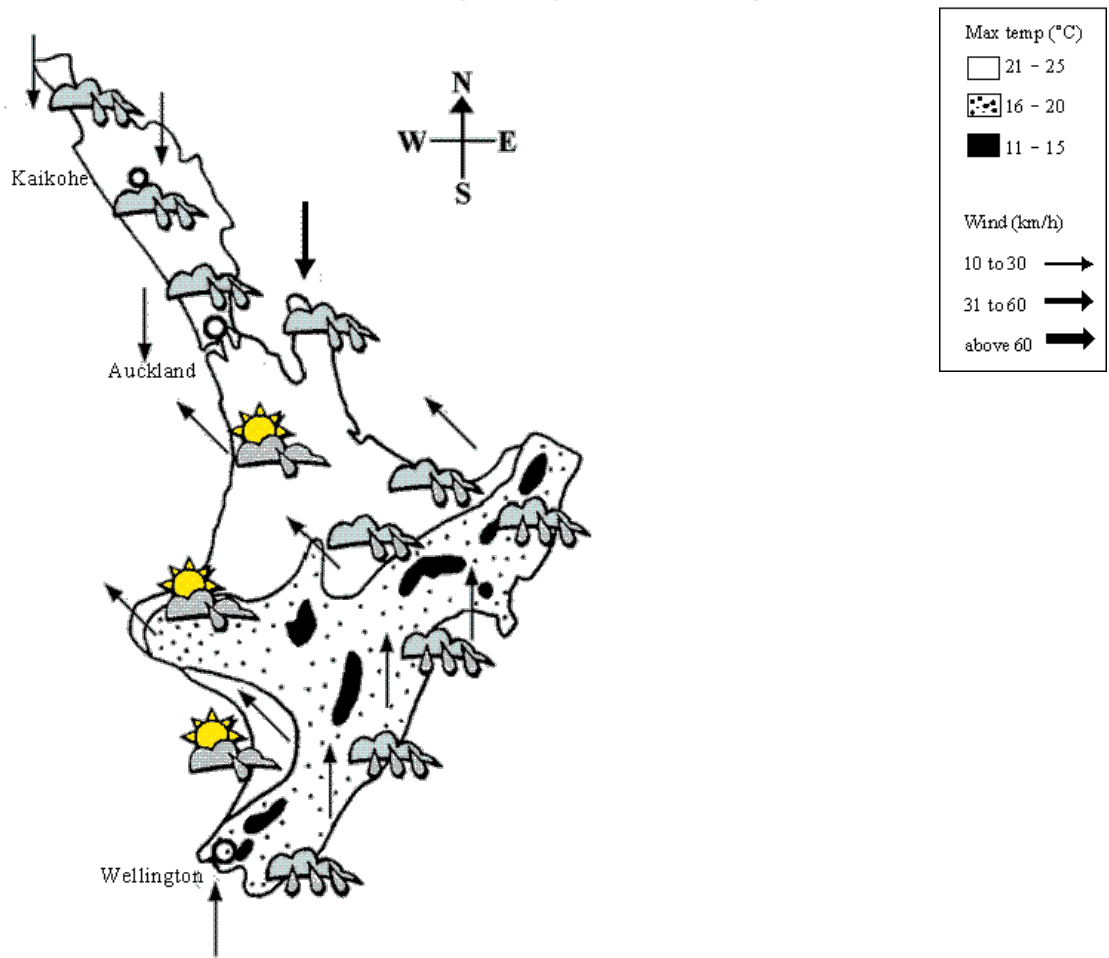 Max temp (°C)
21 - 25
16 - 20
11 - 15
Wind (km/h)
10 to 30
31 to 60
above 60
N
W E
S
Kaikohe
Auckland
Wellington